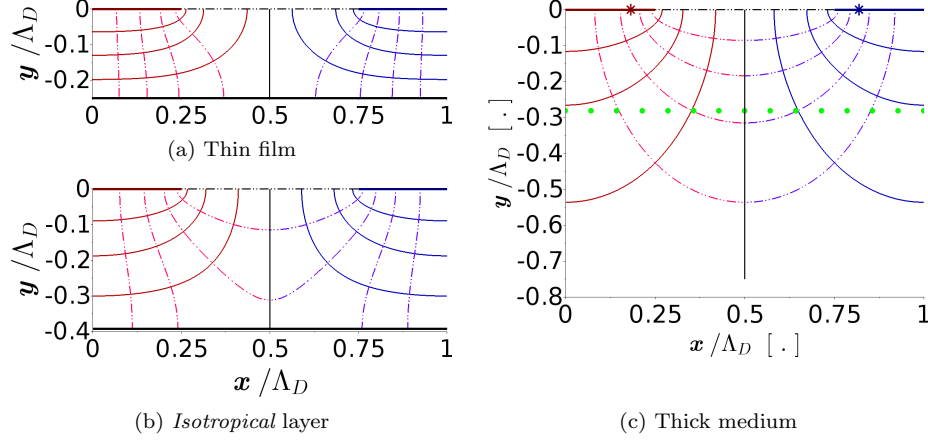 0
-0.1
-0.2
y /Λ_D
0 0.25 0.5 0.75 1
(a) Thin film
0
-0.1
-0.2
-0.3
-0.4
y /Λ_D
0 0.25 0.5 0.75 1
x /Λ_D
(b) Isotropical layer
0
-0.1
-0.2
-0.3
-0.4
-0.5
-0.6
-0.7
-0.8
y /Λ_D [ . ]
0 0.25 0.5 0.75 1
x /Λ_D [ . ]
(c) Thick medium